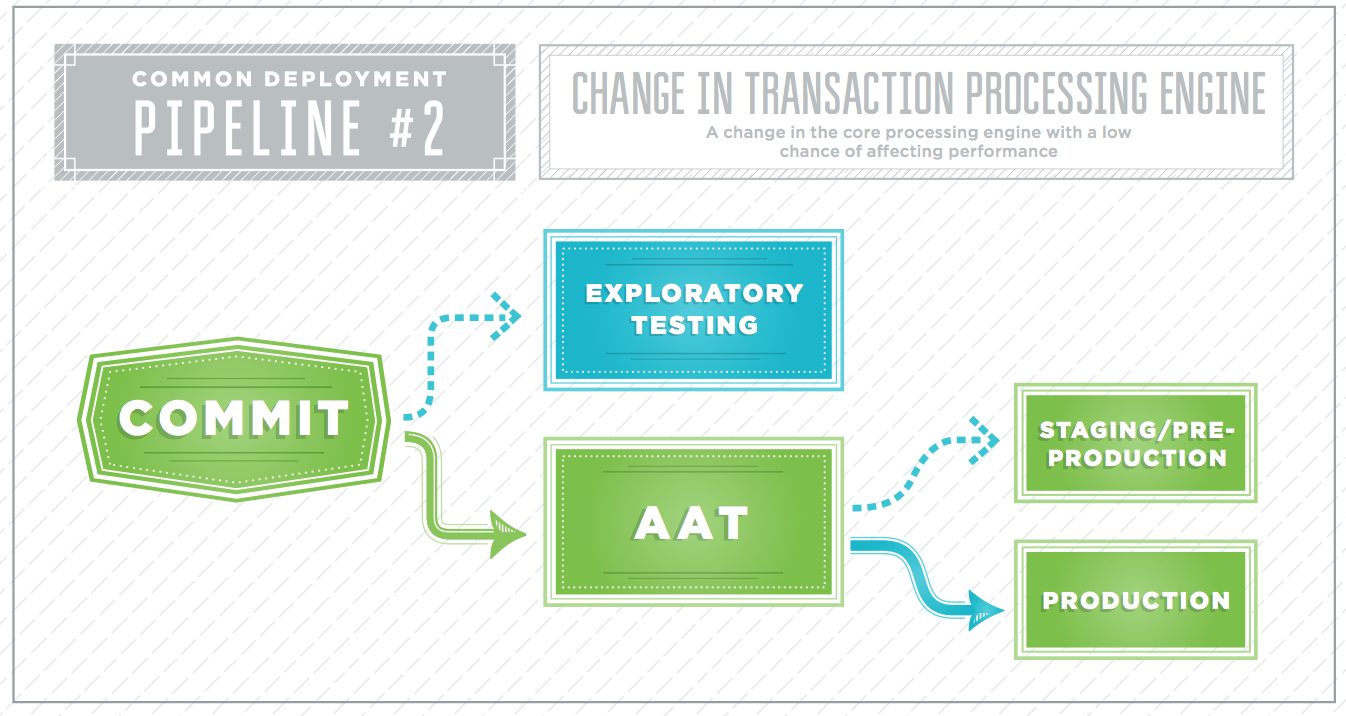 COMMON DEPLOYMENT
PIPELINE #2
CHANGE IN TRANSACTION PROCESSING ENGINE
A change in the core processing engine with a low
chance of affecting performance
EXPLORATORY
TESTING
COMMIT
STAGING/PRE-
PRODUCTION
AAT
PRODUCTION